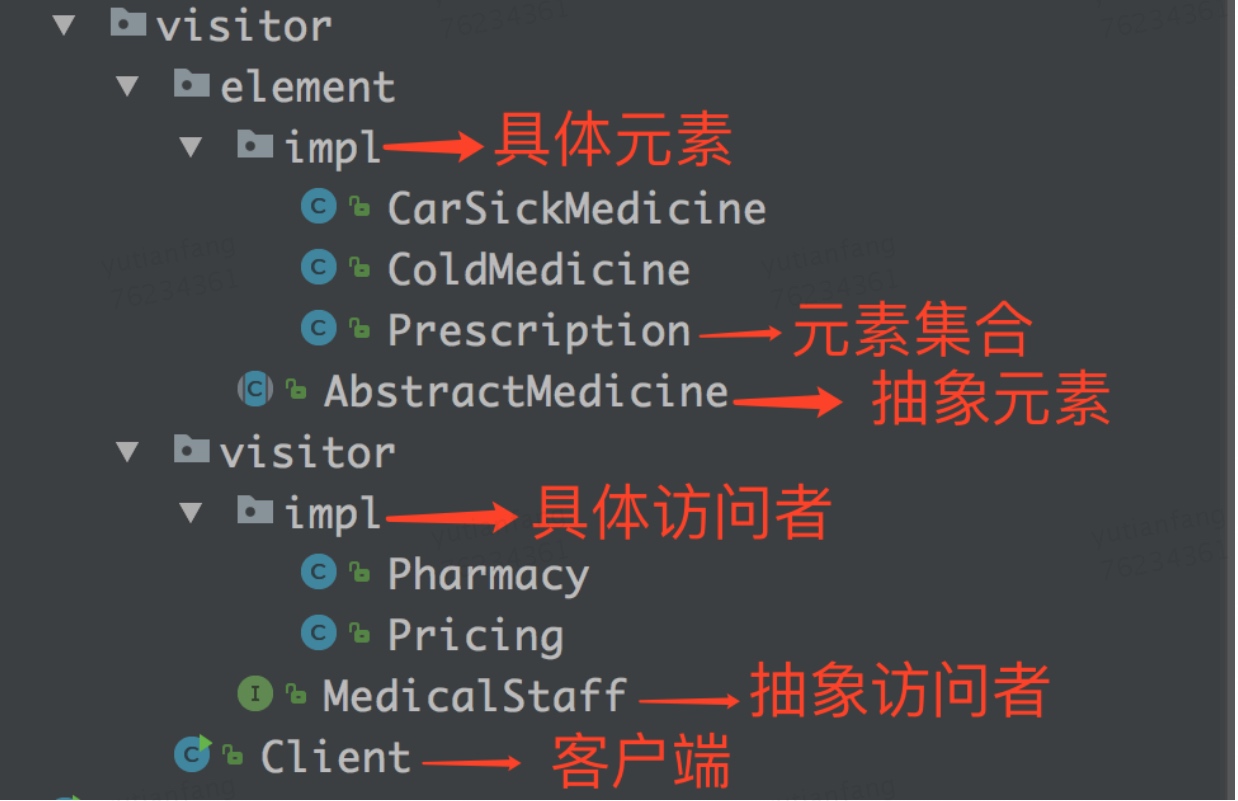 visitor
element
impl 具体元素
C CarSickMedicine
C ColdMedicine
C Prescription 元素集合
C AbstractMedicine 抽象元素
visitor
impl 具体访问者
C Pharmacy
C Pricing
I MedicalStaff 抽象访问者
C Client 客户端
yutianfang
76234361